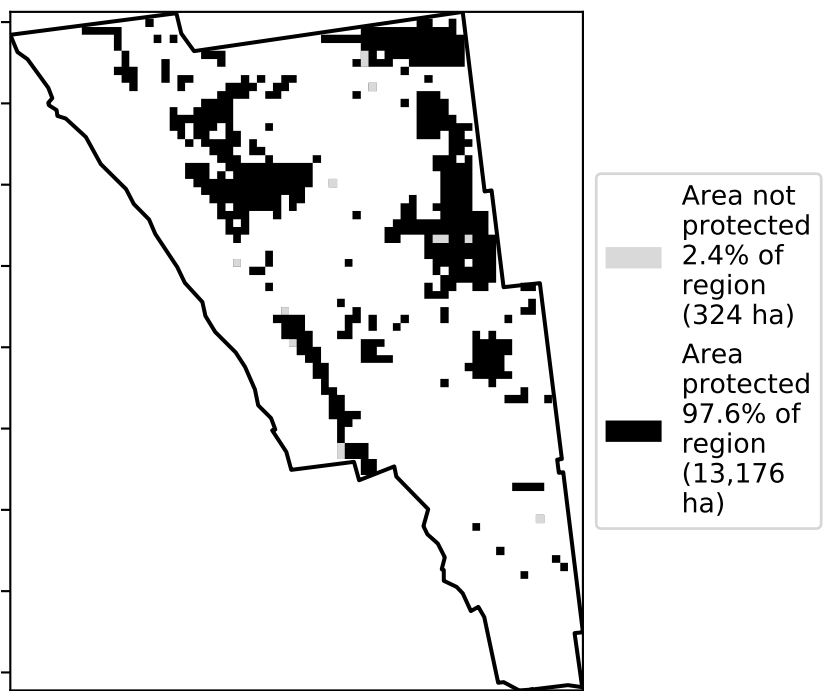 Area not
protected
2.4% of
region
(324 ha)
Area
protected
97.6% of
region
(13,176
ha)